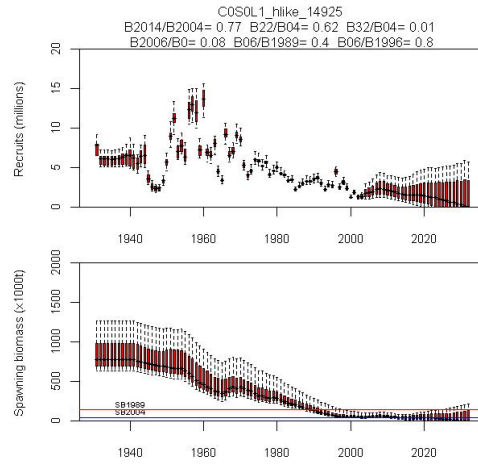 C0S0L1_hlike_14925
B2014/B2004= 0.77 B22/B04= 0.62 B32/B04= 0.01
B2006/B0= 0.08 B06/B1989= 0.4 B06/B1996= 0.8
Recruits (millions)
20
15
10
5
0
1940 1960 1980 2000 2020
Spawning biomass (x1000t)
2000
1500
1000
500
0
SB1989
SB2004
1940 1960 1980 2000 2020